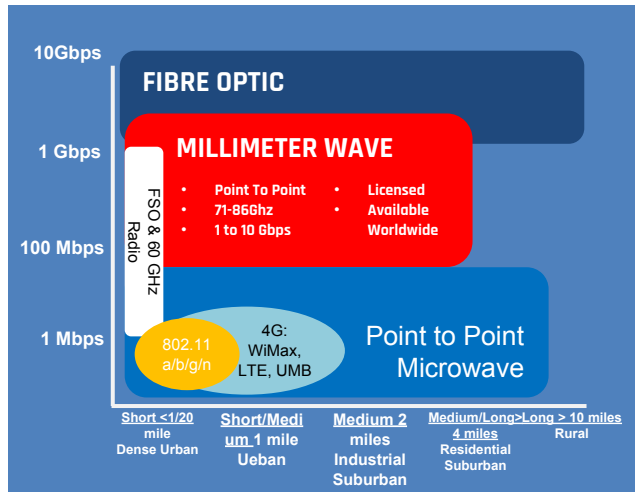 10Gbps
FIBRE OPTIC
1 Gbps
MILLIMETER WAVE
• Point To Point
• 71-86Ghz
• 1 to 10 Gbps
• Licensed
• Available
Worldwide
FSO & 60 GHz
Radio
100 Mbps
1 Mbps
802.11
a/b/g/n
4G:
WiMax,
LTE, UMB
Point to Point
Microwave
Short <1/20
mile
Dense Urban
Short/Medi
um 1 mile
Ueban
Medium 2
miles
Industrial
Suburban
Medium/Long>
4 miles
Residential
Suburban
Long > 10 miles
Rural